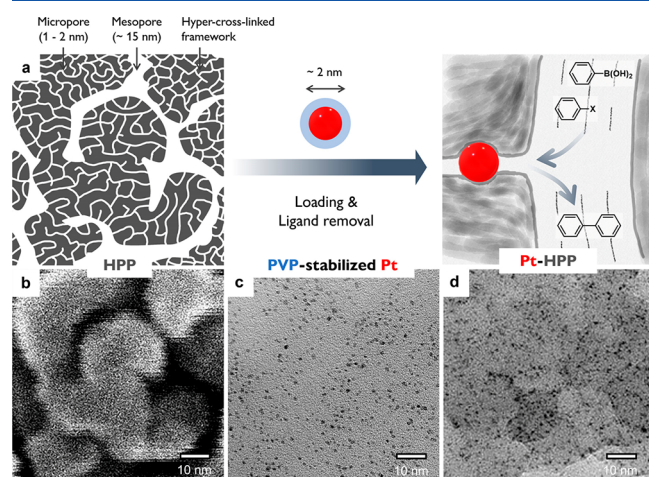 Micropore
(1 - 2 nm)
Mesopore
(~ 15 nm)
Hyper-cross-linked
framework
a
~ 2 nm
B(OH)2
X
Loading &
Ligand removal
HPP
PVP-stabilized Pt
Pt-HPP
b
10 nm
c
10 nm
d
10 nm